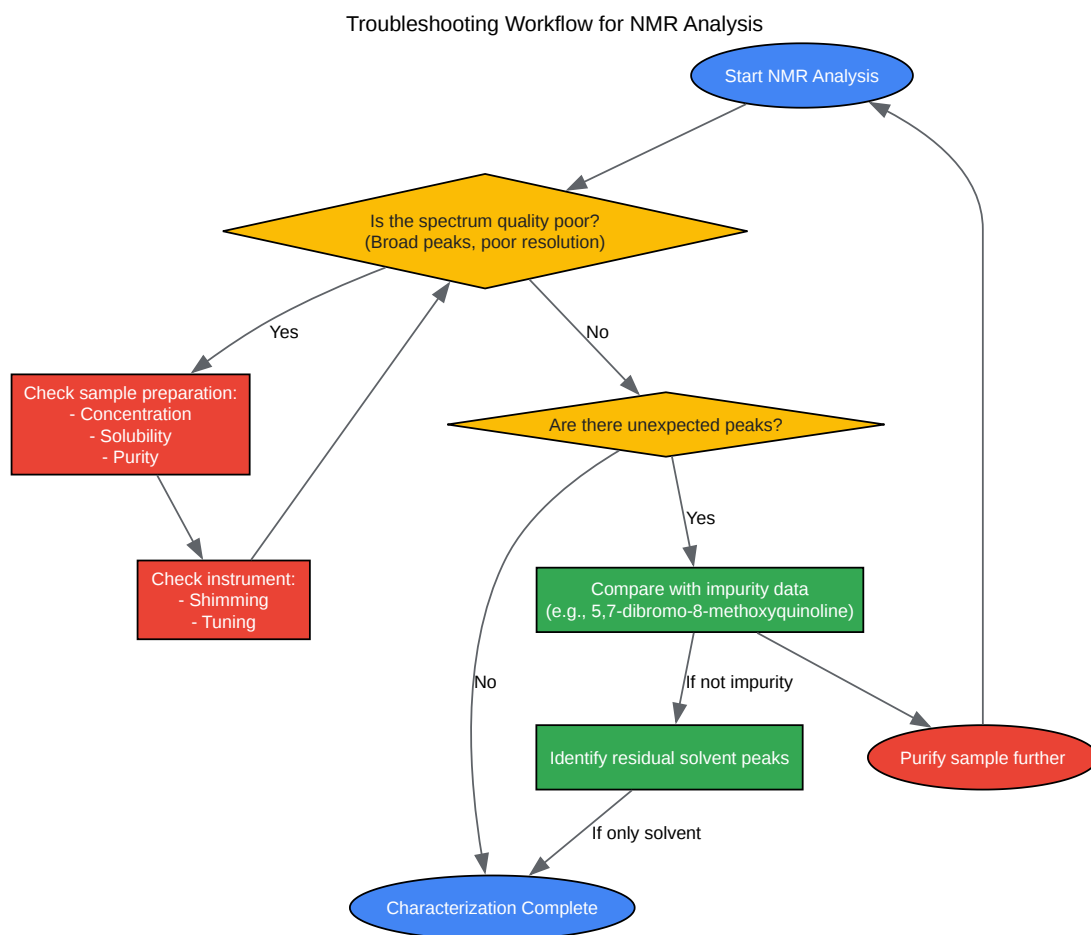 Troubleshooting Workflow for NMR Analysis
Start NMR Analysis
Is the spectrum quality poor?
(Broad peaks, poor resolution)
Yes
No
Check sample preparation:
- Concentration
- Solubility
- Purity
Are there unexpected peaks?
Yes
Check instrument:
- Shimming
- Tuning
Compare with impurity data
(e.g., 5,7-dibromo-8-methoxyquinoline)
No
If not impurity
Identify residual solvent peaks
Purify sample further
If only solvent
Characterization Complete